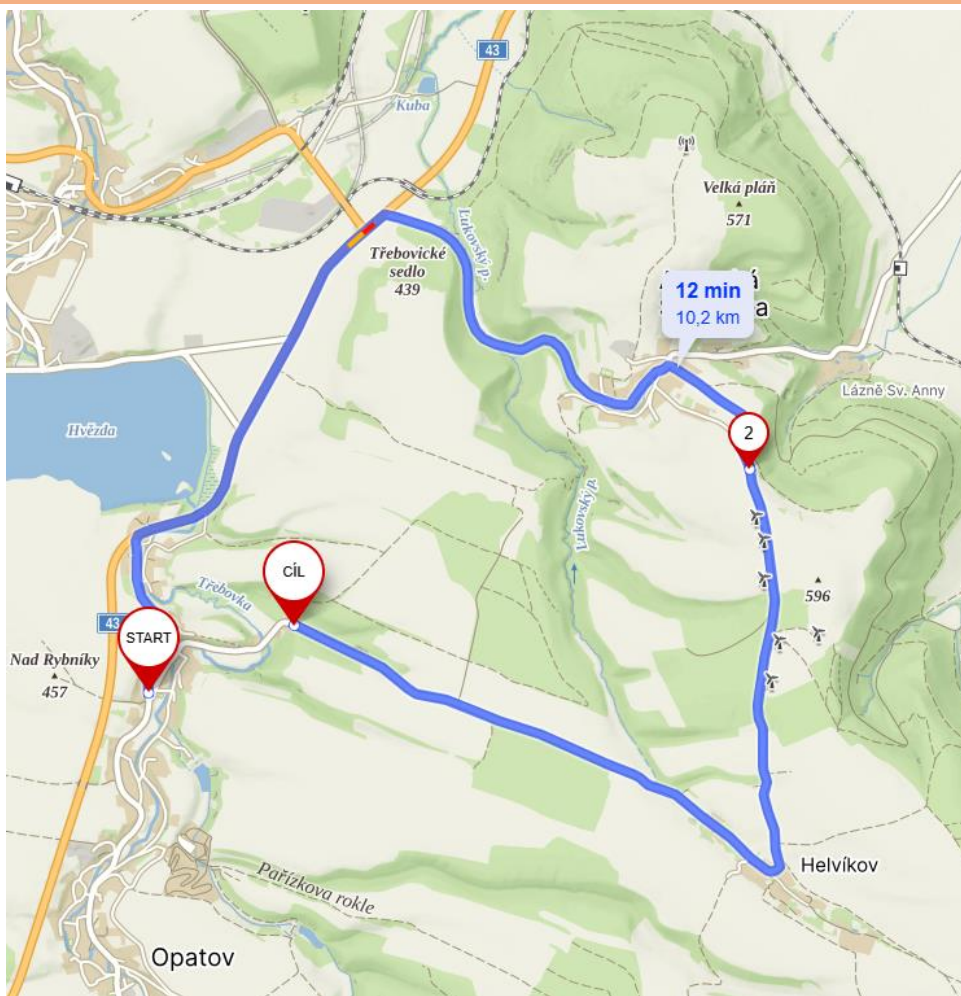 43
Kuba
Velká pláň
571
Lukovský p.
Třebovické
sedlo
439
12 min
10,2 km
Lázně Sv. Anny
Hvězda
2
Lukovský p.
CÍL
Třebovka
596
43
START
Nad Rybníky
457
Helvíkov
Pařízkova rokle
Opatov